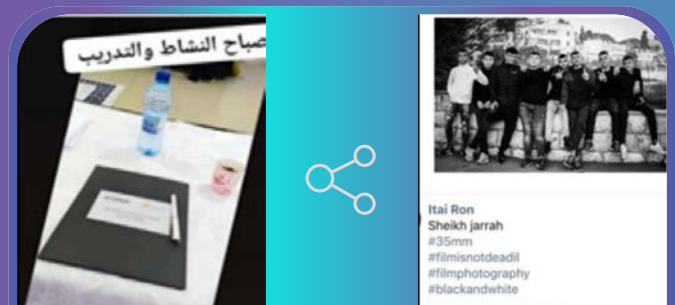 صباح النشاط والتدريب
Itai Ron
Sheikh jarrah
#35mm
#filmisnotdeadil
#filmphotography
#blackandwhite